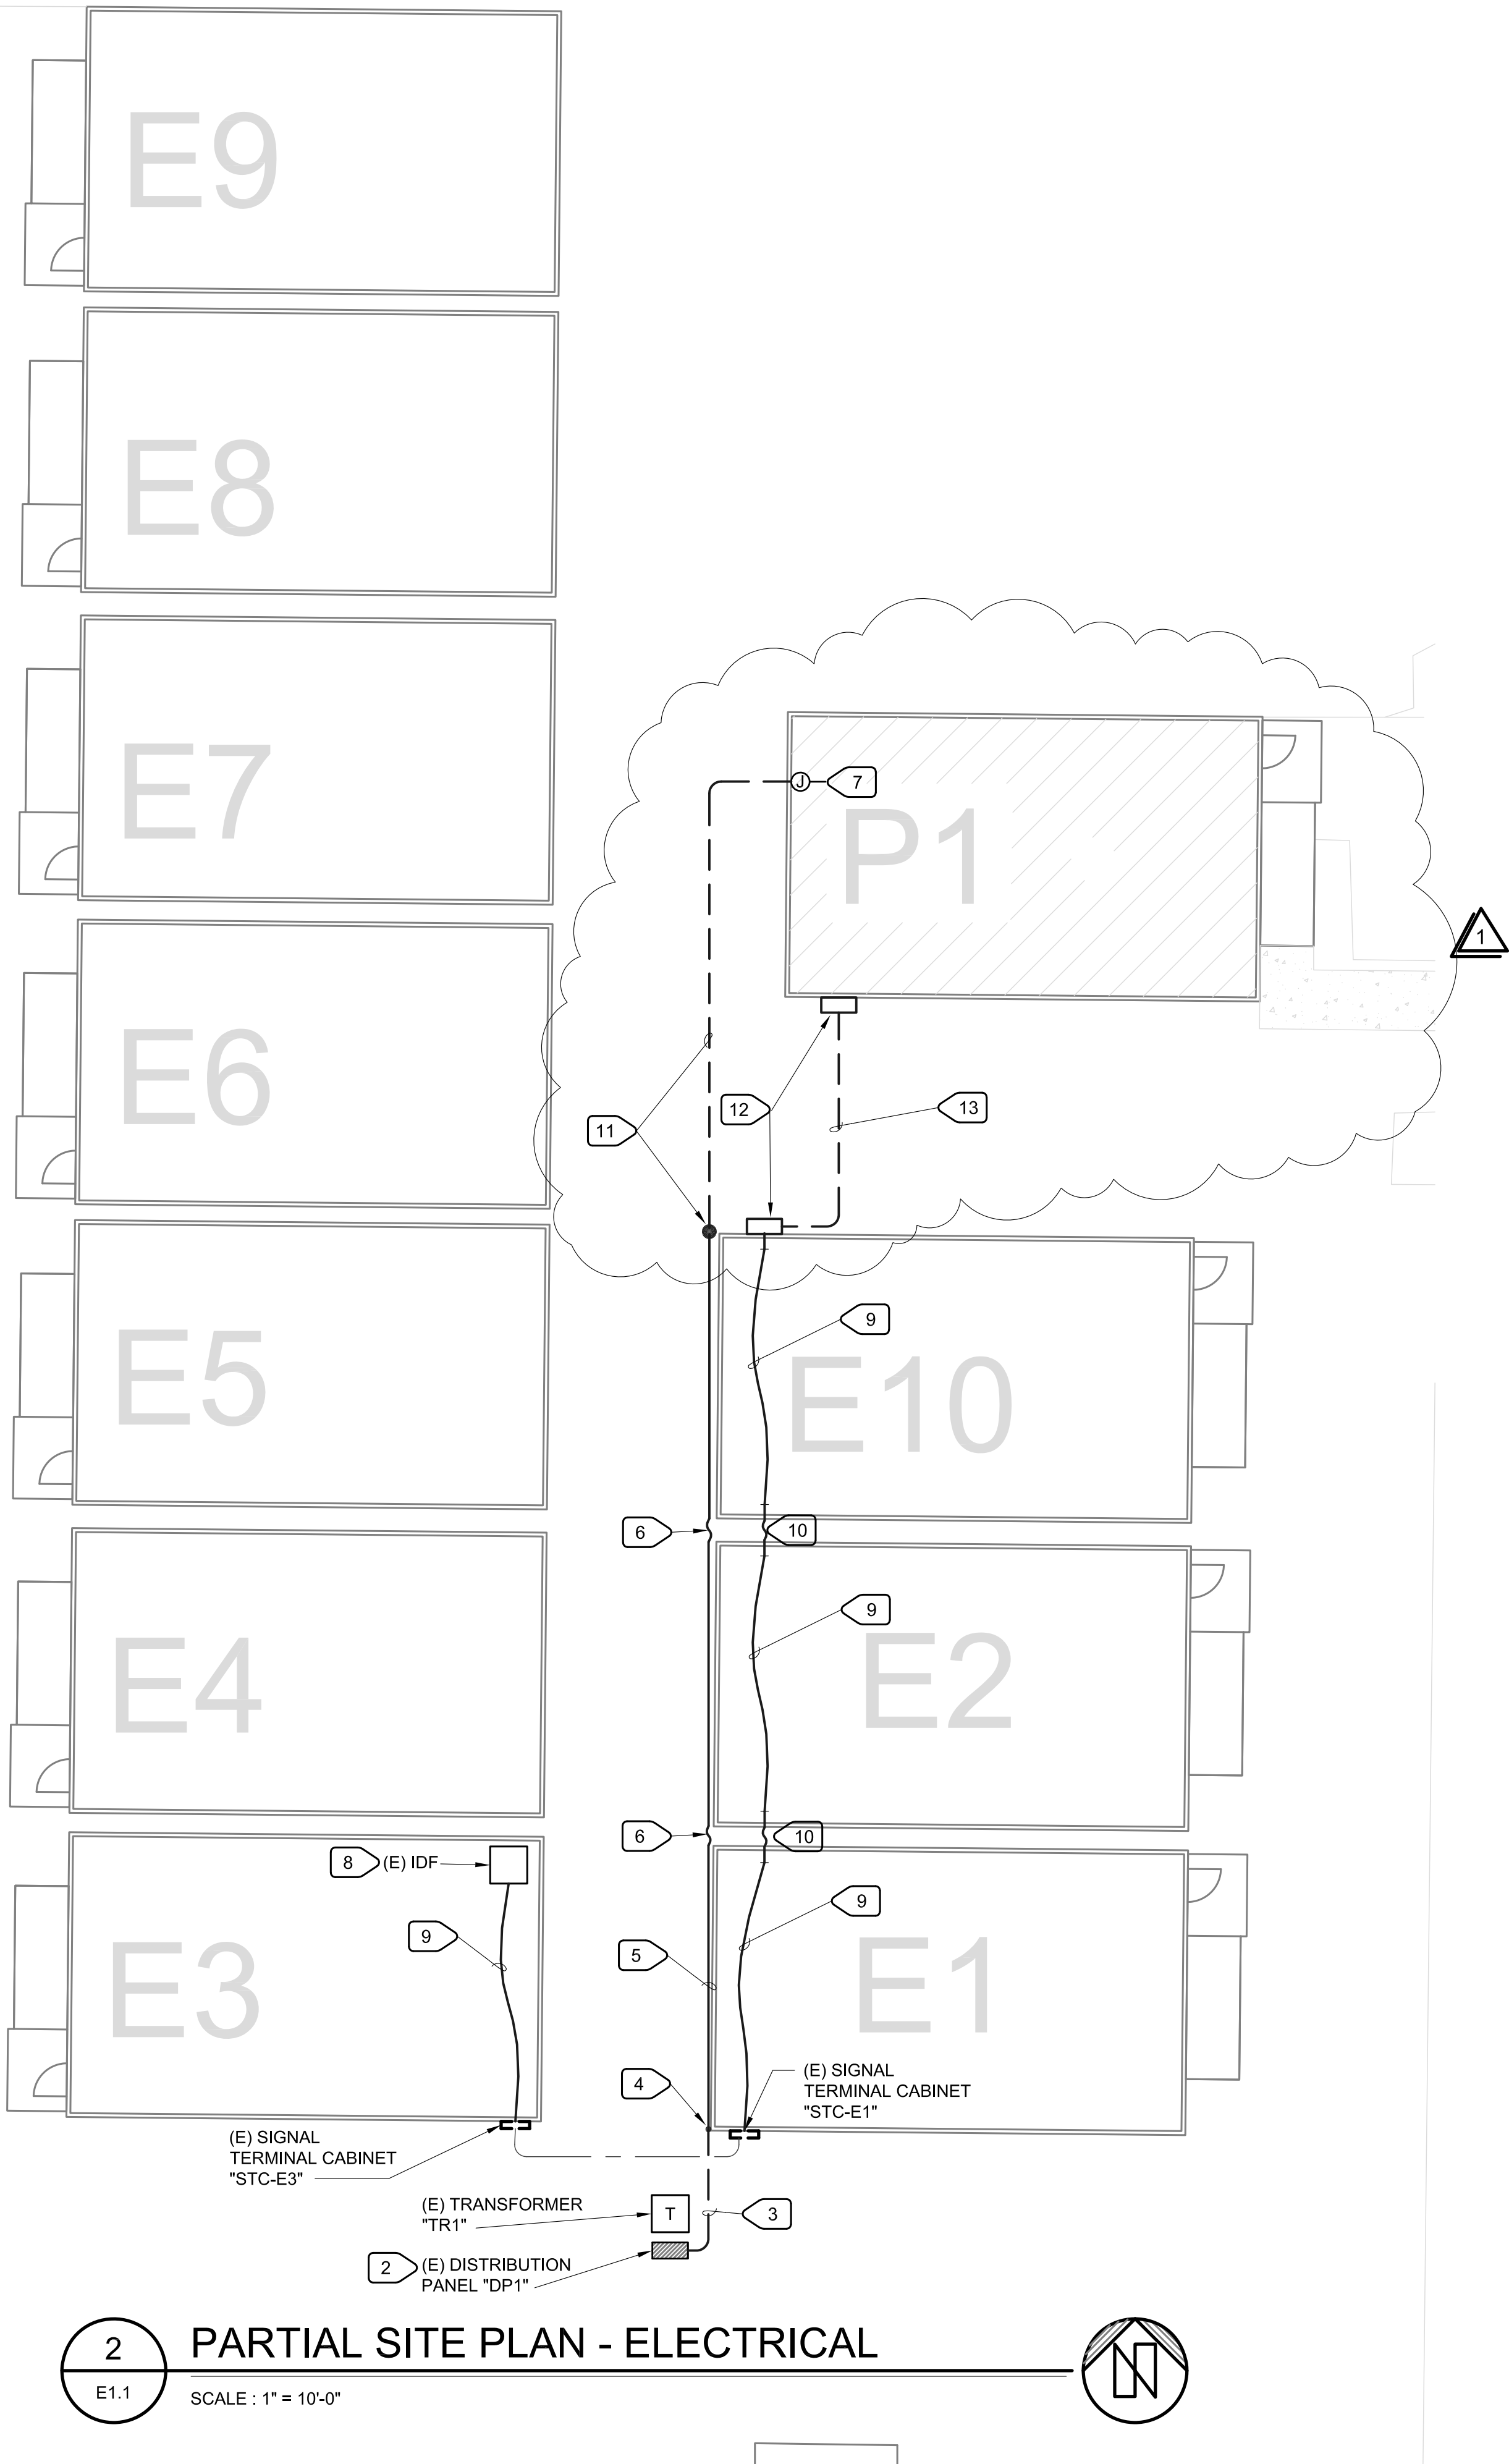 E9
E8
E7
7
P1
1
E6
12
13
11
E5
9
E10
6
10
E4
9
E2
6
10
8
(E) IDF
9
9
E3
5
E1
4
(E) SIGNAL
TERMINAL CABINET
"STC-E1"
(E) SIGNAL
TERMINAL CABINET
"STC-E3"
(E) TRANSFORMER
"TR1"
T
3
2
(E) DISTRIBUTION
PANEL "DP1"
J
2
E1.1
PARTIAL SITE PLAN - ELECTRICAL
SCALE : 1" = 10'-0"
N